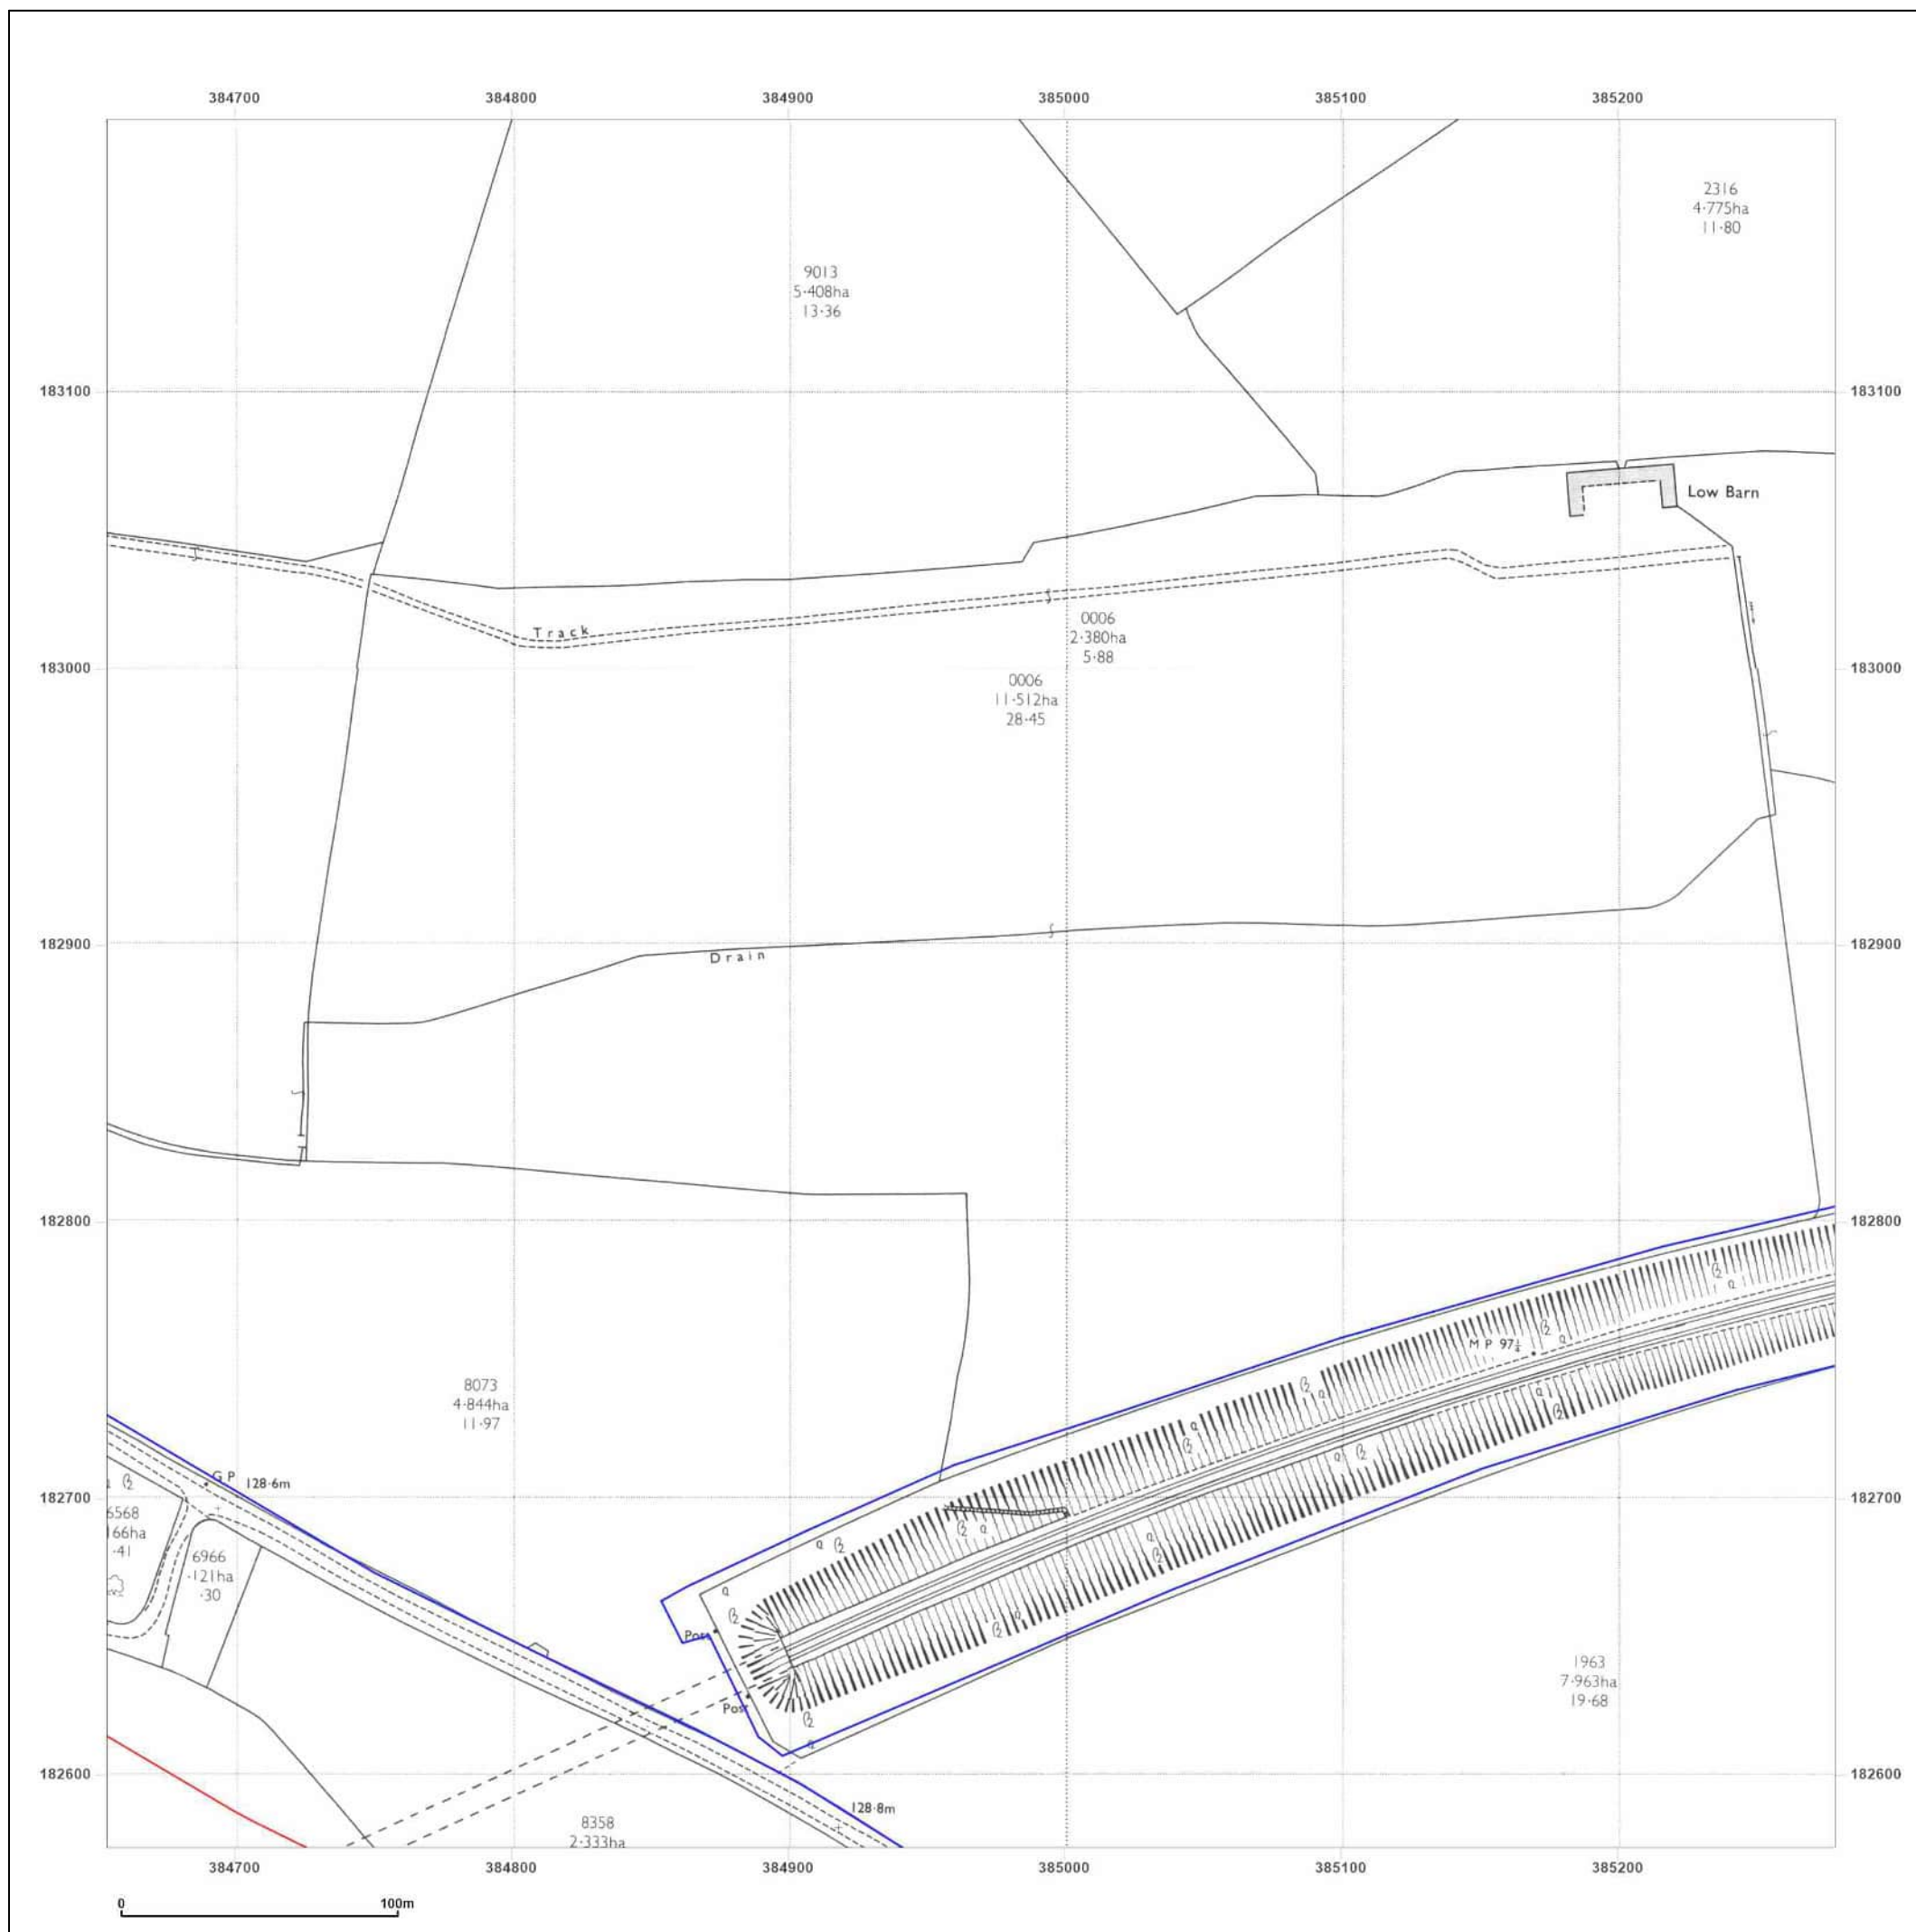 384700 384800 384900 385000 385100 385200
2316
4·775ha
11·80
9013
5·408ha
13·36
183100 183100
Low Barn
Track
0006
2·380ha
5·88
183000 183000
0006
11·512ha
28·45
182900 182900
Drain
182800 182800
M P 97¼
8073
4·844ha
11·97
G P 128·6m
182700 182700
6568
166ha
·41
6966
·121ha
·30
Post
Post
1963
7·963ha
19·68
182600 182600
128·8m
8358
2·333ha
384700 384800 384900 385000 385100 385200
0 100m